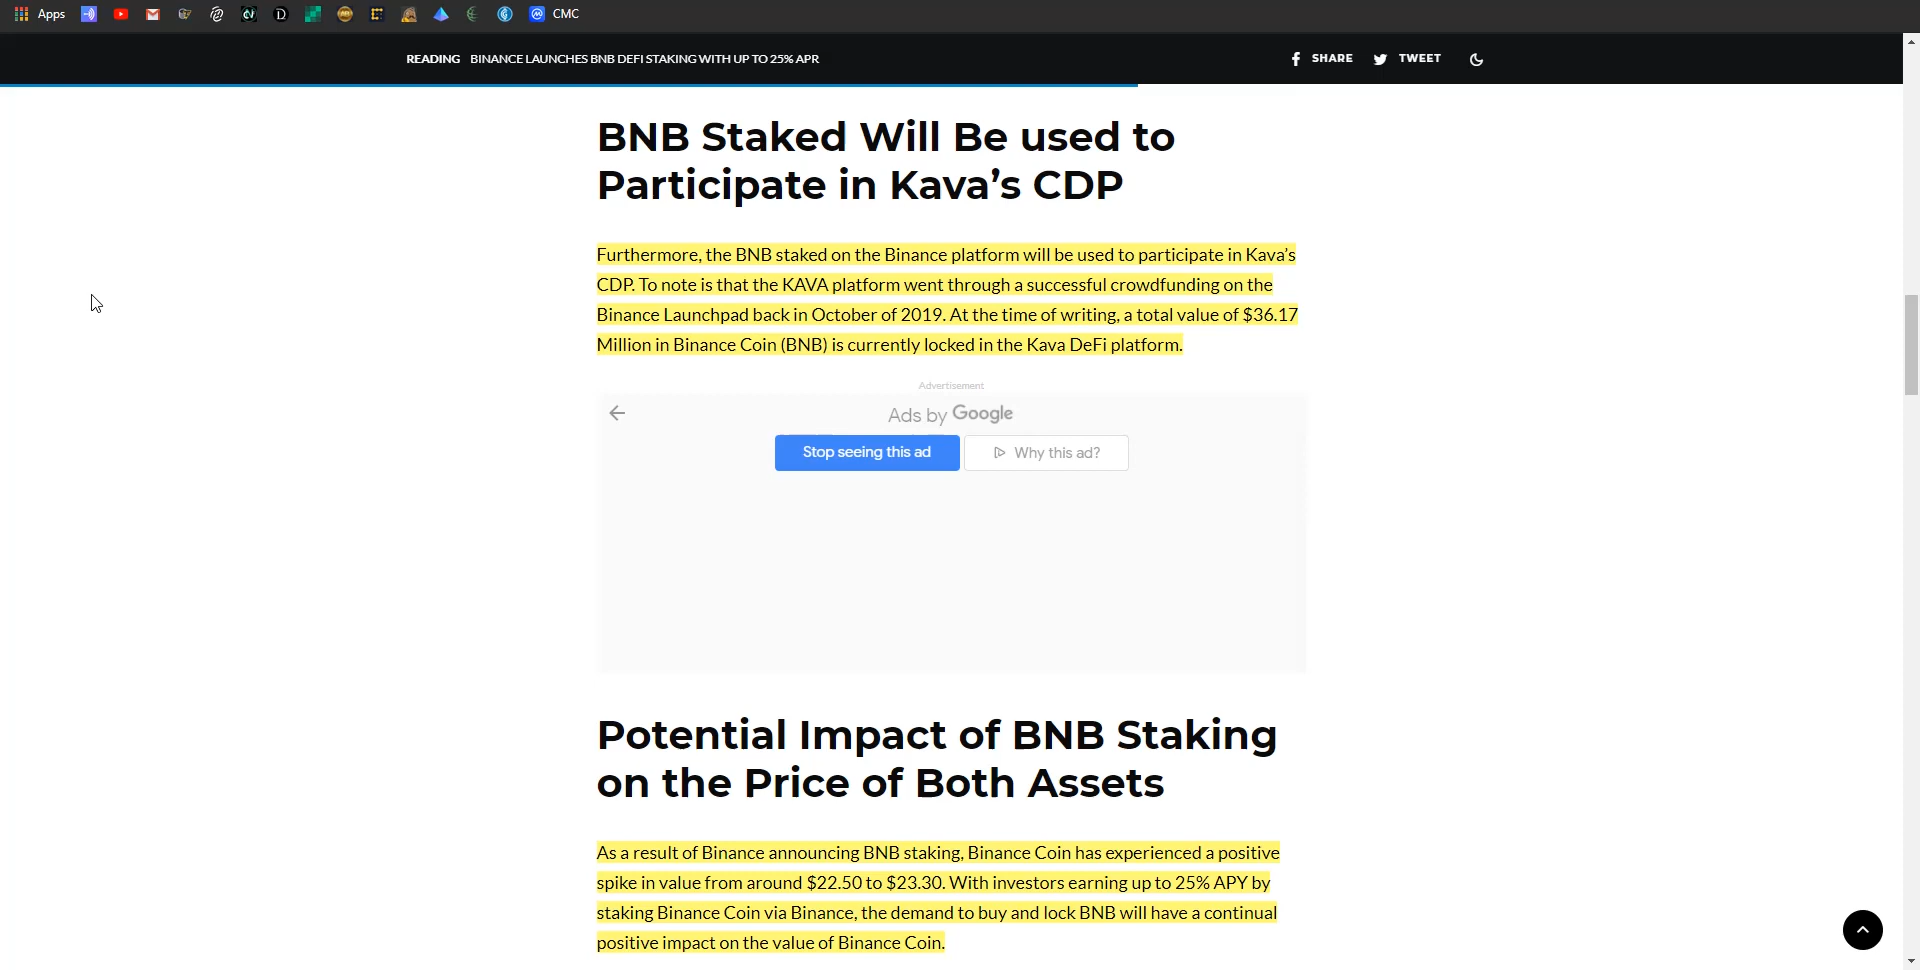 Apps
CMC
READING BINANCE LAUNCHES BNB DEFI STAKING WITH UP TO 25% APR
SHARE
TWEET
BNB Staked Will Be used to
Participate in Kava’s CDP
Furthermore, the BNB staked on the Binance platform will be used to participate in Kava’s
CDP. To note is that the KAVA platform went through a successful crowdfunding on the
Binance Launchpad back in October of 2019. At the time of writing, a total value of $36.17
Million in Binance Coin (BNB) is currently locked in the Kava DeFi platform.
Advertisement
Ads by Google
Stop seeing this ad
Why this ad?
Potential Impact of BNB Staking
on the Price of Both Assets
As a result of Binance announcing BNB staking, Binance Coin has experienced a positive
spike in value from around $22.50 to $23.30. With investors earning up to 25% APY by
staking Binance Coin via Binance, the demand to buy and lock BNB will have a continual
positive impact on the value of Binance Coin.